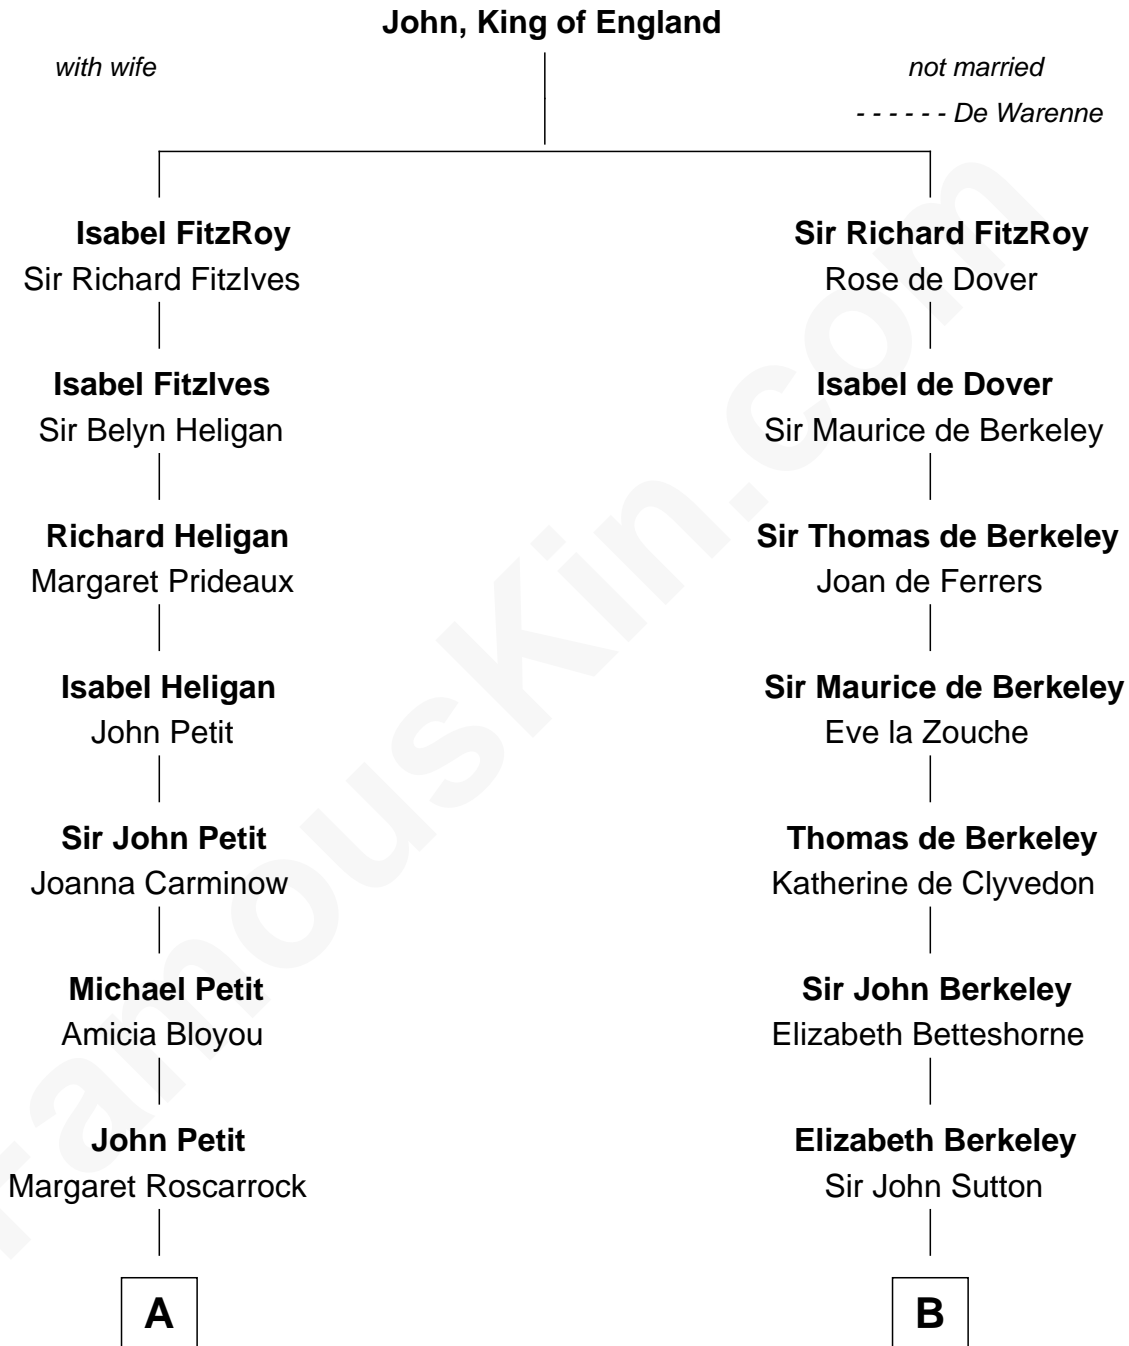 John, King of England
with wife
not married
- - - - - - De Warenne
Isabel FitzRoy
Sir Richard FitzIves
Sir Richard FitzRoy
Rose de Dover
Isabel FitzIves
Sir Belyn Heligan
Isabel de Dover
Sir Maurice de Berkeley
Richard Heligan
Margaret Prideaux
Sir Thomas de Berkeley
Joan de Ferrers
Isabel Heligan
John Petit
Sir Maurice de Berkeley
Eve la Zouche
Sir John Petit
Joanna Carminow
Thomas de Berkeley
Katherine de Clyvedon
Michael Petit
Amicia Bloyou
Sir John Berkeley
Elizabeth Betteshorne
John Petit
Margaret Roscarrock
Elizabeth Berkeley
Sir John Sutton
A
B
FamousKin.com